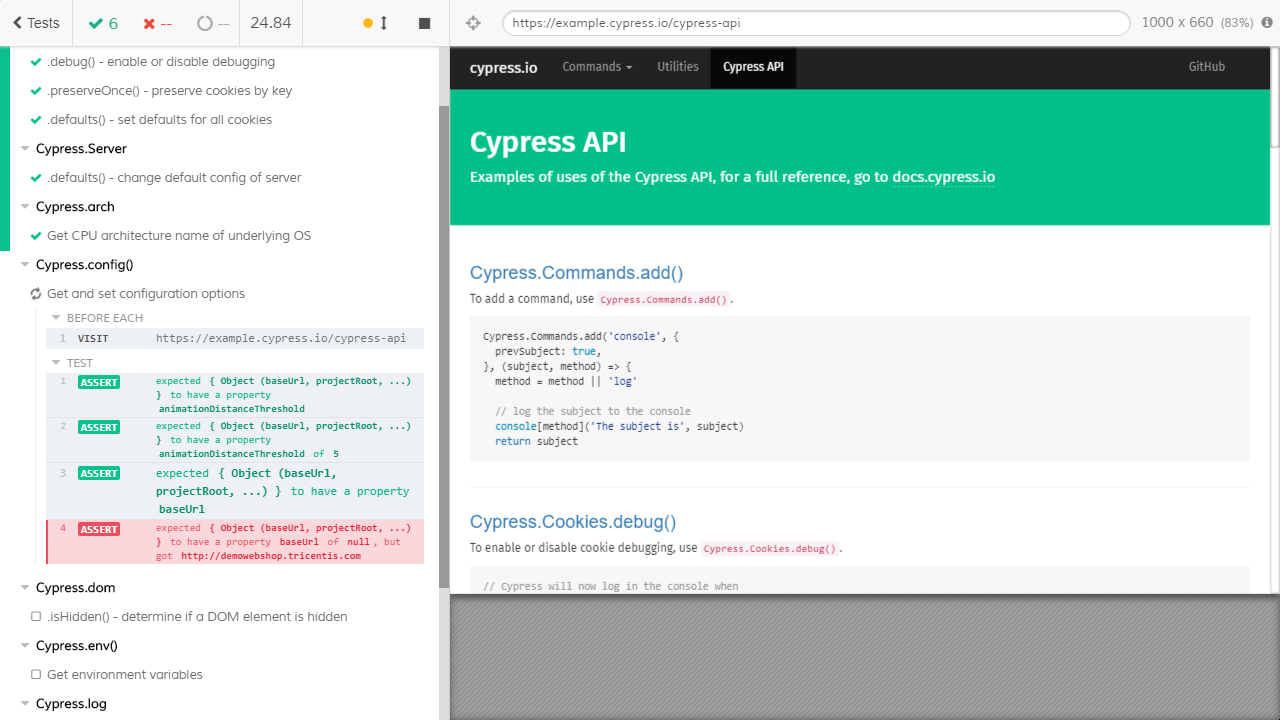 Tests
6
--
--
24.84
https://example.cypress.io/cypress-api
1000 x 660 (83%)
.debug() - enable or disable debugging
.preserveOnce() - preserve cookies by key
.defaults() - set defaults for all cookies
Cypress.Server
.defaults() - change default config of server
Cypress.arch
Get CPU architecture name of underlying OS
Cypress.config()
Get and set configuration options
BEFORE EACH
1 VISIT https://example.cypress.io/cypress-api
TEST
1 ASSERT expected { Object (baseUrl, projectRoot, ...)
} to have a property
animationDistanceThreshold
2 ASSERT expected { Object (baseUrl, projectRoot, ...)
} to have a property
animationDistanceThreshold of 5
3 ASSERT expected { Object (baseUrl,
projectRoot, ...) } to have a property
baseUrl
4 ASSERT expected { Object (baseUrl, projectRoot, ...)
} to have a property baseUrl of null, but
got http://demowebshop.tricentis.com
Cypress.dom
.isHidden() - determine if a DOM element is hidden
Cypress.env()
Get environment variables
Cypress.log
cypress.io Commands Utilities Cypress API GitHub
Cypress API
Examples of uses of the Cypress API, for a full reference, go to docs.cypress.io
Cypress.Commands.add()
To add a command, use Cypress.Commands.add().
Cypress.Commands.add('console', {
prevSubject: true,
}, (subject, method) => {
method = method || 'log'
// log the subject to the console
console[method]('The subject is', subject)
return subject
Cypress.Cookies.debug()
To enable or disable cookie debugging, use Cypress.Cookies.debug().
// Cypress will now log in the console when